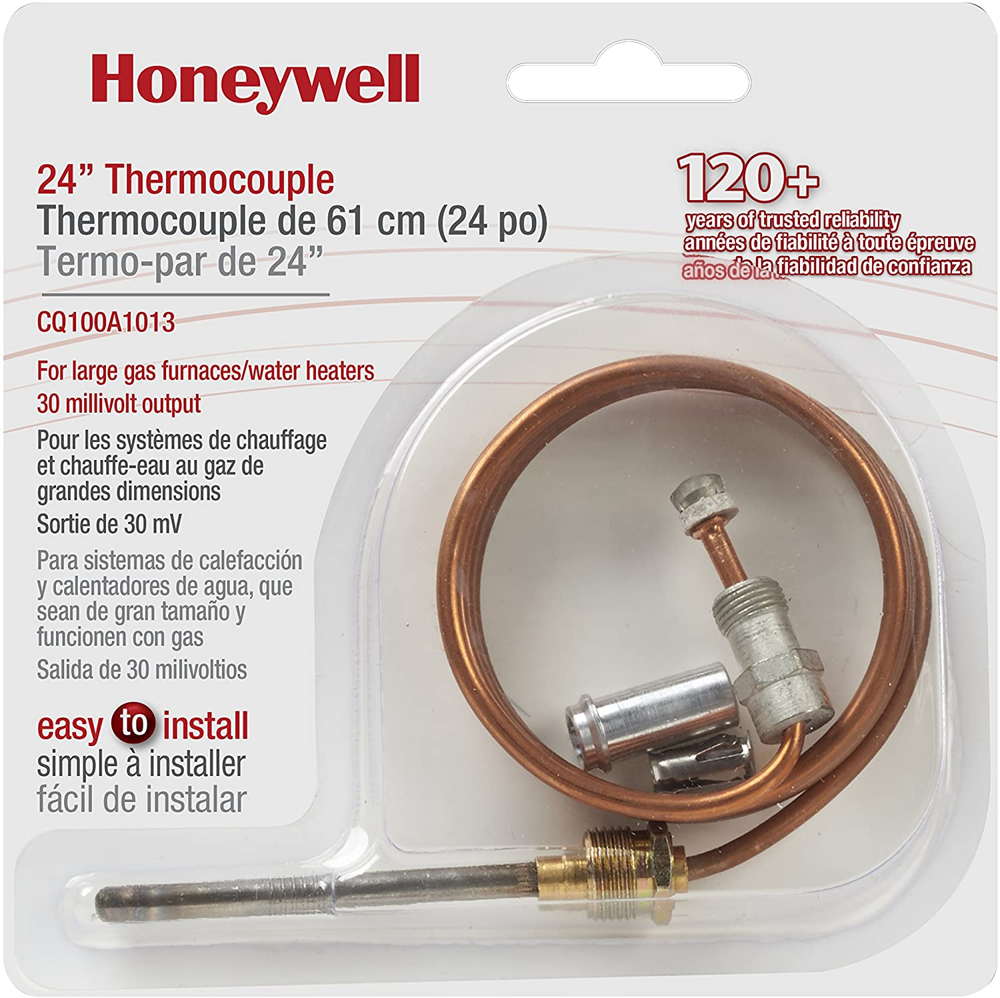 Honeywell
24” Thermocouple
Thermocouple de 61 cm (24 po)
Termo-par de 24”
CQ100A1013
For large gas furnaces/water heaters
30 millivolt output
Pour les systèmes de chauffage
et chauffe-eau au gaz de
grandes dimensions
Sortie de 30 mV
Para sistemas de calefacción
y calentadores de agua, que
sean de gran tamaño y
funcionen con gas
Salida de 30 milivoltios
easy to install
simple à installer
fácil de instalar
120+
years of trusted reliability
années de fiabilité à toute épreuve
años de la fiabilidad de confianza